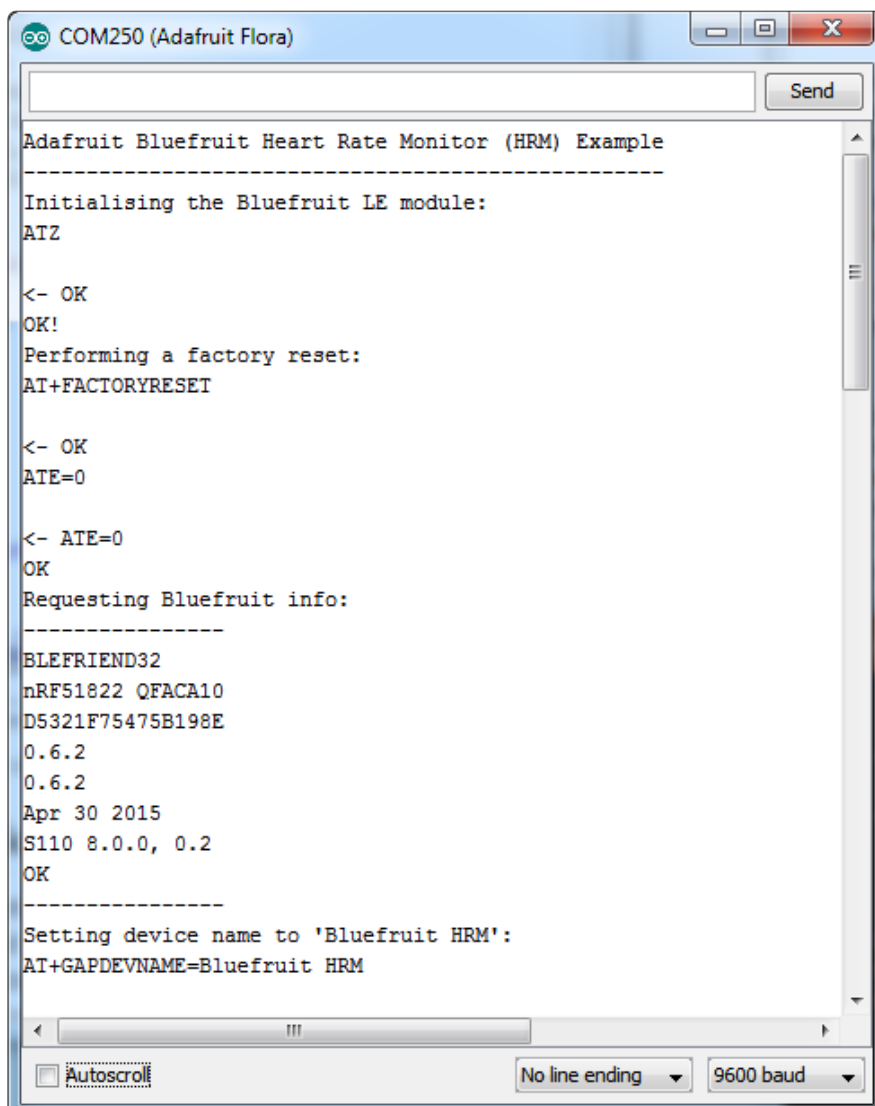 COM250 (Adafruit Flora)
Send
Adafruit Bluefruit Heart Rate Monitor (HRM) Example
---------------------------------------------------
Initialising the Bluefruit LE module:
ATZ
<- OK
OK!
Performing a factory reset:
AT+FACTORYRESET
<- OK
ATE=0
<- ATE=0
OK
Requesting Bluefruit info:
----------------
BLEFRIEND32
nRF51822 QFACA10
D5321F75475B198E
0.6.2
0.6.2
Apr 30 2015
S110 8.0.0, 0.2
OK
----------------
Setting device name to 'Bluefruit HRM':
AT+GAPDEVNAME=Bluefruit HRM
Autoscroll
No line ending
9600 baud